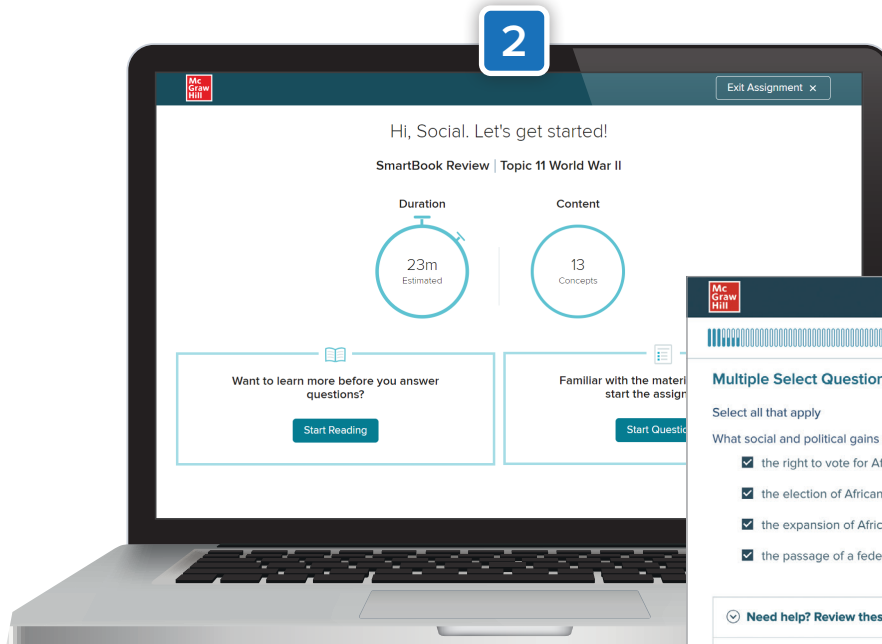 2
Mc
Graw
Hill
Exit Assignment ×
Hi, Social. Let's get started!
SmartBook Review | Topic 11 World War II
Duration
Content
23m
Estimated
13
Concepts
Want to learn more before you answer
questions?
Start Reading
Familiar with the materi
start the assign
Start Questio
Mc
Graw
Hill
Multiple Select Question
Select all that apply
What social and political gains
the right to vote for Af
the election of African
the expansion of Afric
the passage of a fede
Need help? Review thes